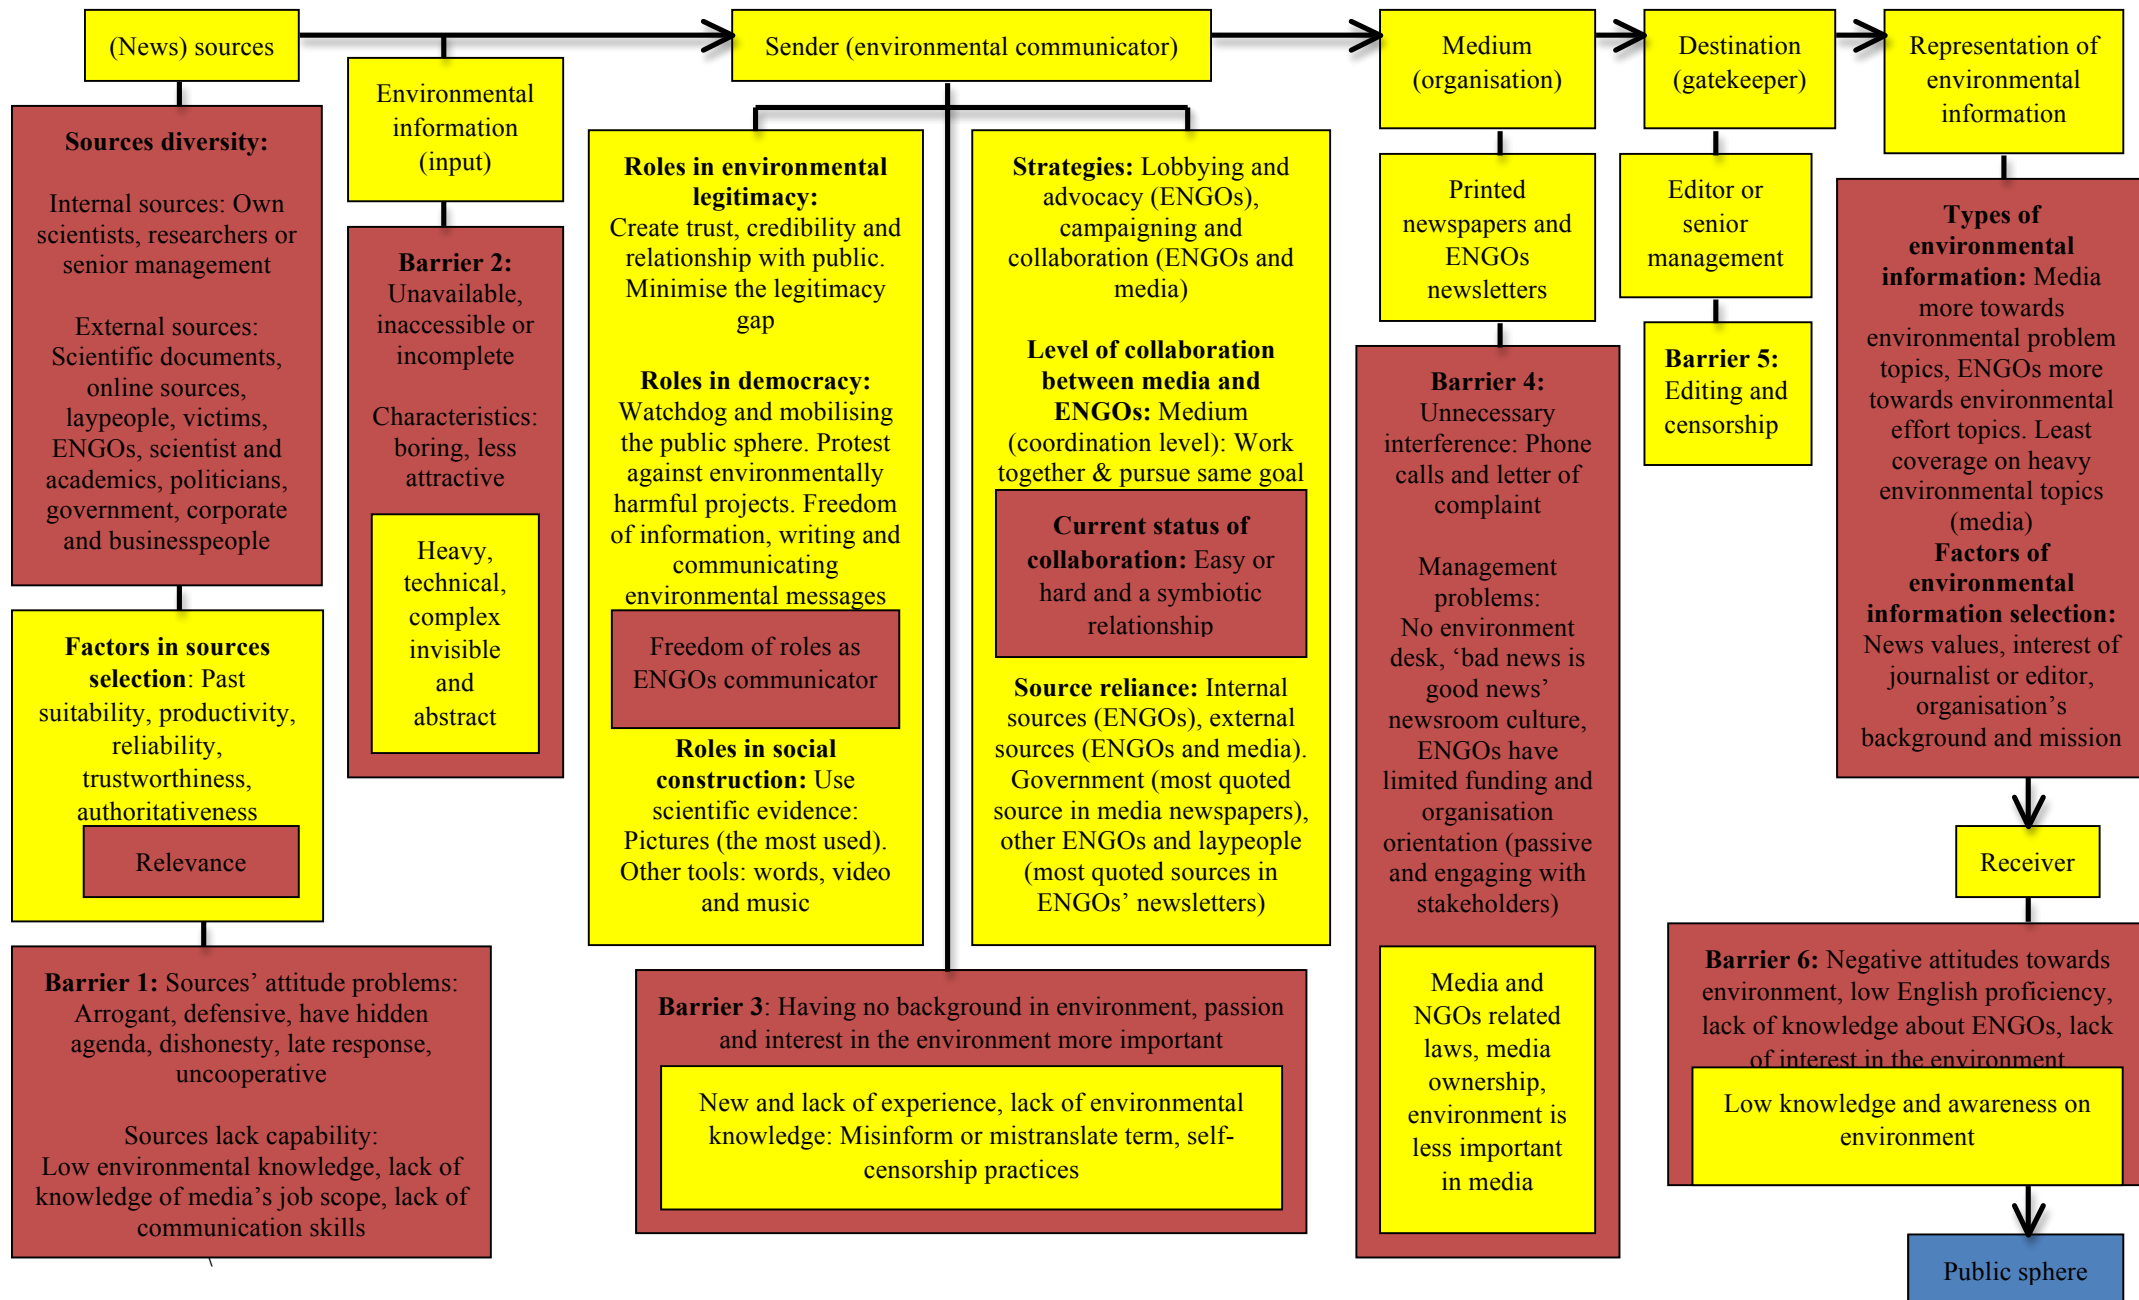 (News) sources
Sender (environmental communicator)
Medium
(organisation)
Destination
(gatekeeper)
Representation of
environmental
information
Environmental
information
(input)
Sources diversity:
Internal sources: Own
scientists, researchers or
senior management
External sources:
Scientific documents,
online sources,
laypeople, victims,
ENGOs, scientist and
academics, politicians,
government, corporate
and businesspeople
Factors in sources
selection: Past
suitability, productivity,
reliability,
trustworthiness,
authoritativeness
Relevance
Barrier 1: Sources’ attitude problems:
Arrogant, defensive, have hidden
agenda, dishonesty, late response,
uncooperative
Sources lack capability:
Low environmental knowledge, lack of
knowledge of media’s job scope, lack of
communication skills
Barrier 2:
Unavailable,
inaccessible or
incomplete
Characteristics:
boring, less
attractive
Heavy,
technical,
complex
invisible
and
abstract
Roles in environmental
legitimacy:
Create trust, credibility and
relationship with public.
Minimise the legitimacy
gap
Roles in democracy:
Watchdog and mobilising
the public sphere. Protest
against environmentally
harmful projects. Freedom
of information, writing and
communicating
environmental messages
Freedom of roles as
ENGOs communicator
Roles in social
construction: Use
scientific evidence:
Pictures (the most used).
Other tools: words, video
and music
Strategies: Lobbying and
advocacy (ENGOs),
campaigning and
collaboration (ENGOs and
media)
Level of collaboration
between media and
ENGOs: Medium
(coordination level): Work
together & pursue same goal
Current status of
collaboration: Easy or
hard and a symbiotic
relationship
Source reliance: Internal
sources (ENGOs), external
sources (ENGOs and media).
Government (most quoted
source in media newspapers),
other ENGOs and laypeople
(most quoted sources in
ENGOs’ newsletters)
Barrier 3: Having no background in environment, passion
and interest in the environment more important
New and lack of experience, lack of environmental
knowledge: Misinform or mistranslate term, self-
censorship practices
Printed
newspapers and
ENGOs
newsletters
Barrier 4:
Unnecessary
interference: Phone
calls and letter of
complaint
Management
problems:
No environment
desk, ‘bad news is
good news’
newsroom culture,
ENGOs have
limited funding and
organisation
orientation (passive
and engaging with
stakeholders)
Media and
NGOs related
laws, media
ownership,
environment is
less important
in media
Editor or
senior
management
Barrier 5:
Editing and
censorship
Types of
environmental
information: Media
more towards
environmental problem
topics, ENGOs more
towards environmental
effort topics. Least
coverage on heavy
environmental topics
(media)
Factors of
environmental
information selection:
News values, interest of
journalist or editor,
organisation’s
background and mission
Receiver
Barrier 6: Negative attitudes towards
environment, low English proficiency,
lack of knowledge about ENGOs, lack
of interest in the environment
Low knowledge and awareness on
environment
Public sphere